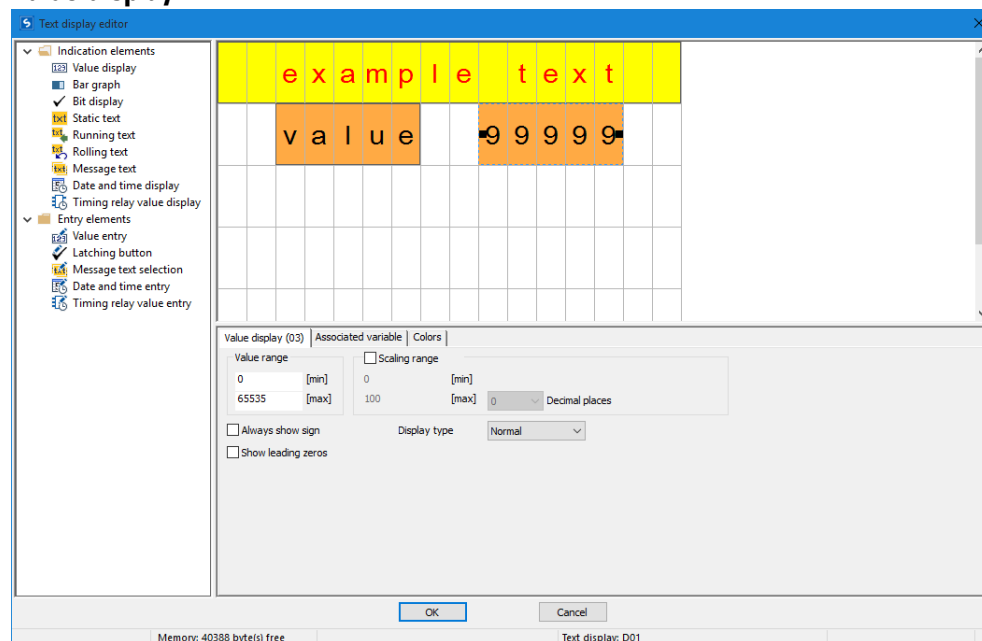 Text display editor
Indication elements
Value display
Bar graph
Bit display
Static text
Running text
Rolling text
Message text
Date and time display
Timing relay value display
Entry elements
Value entry
Latching button
Message text selection
Date and time entry
Timing relay value entry
example text
value 99999
Value display (03) Associated variable Colors
Value range Scaling range
0 [min] 0 [min]
65535 [max] 100 [max] 0 Decimal places
Always show sign Display type Normal
Show leading zeros
OK Cancel
Memory: 40388 byte(s) free Text display: D01